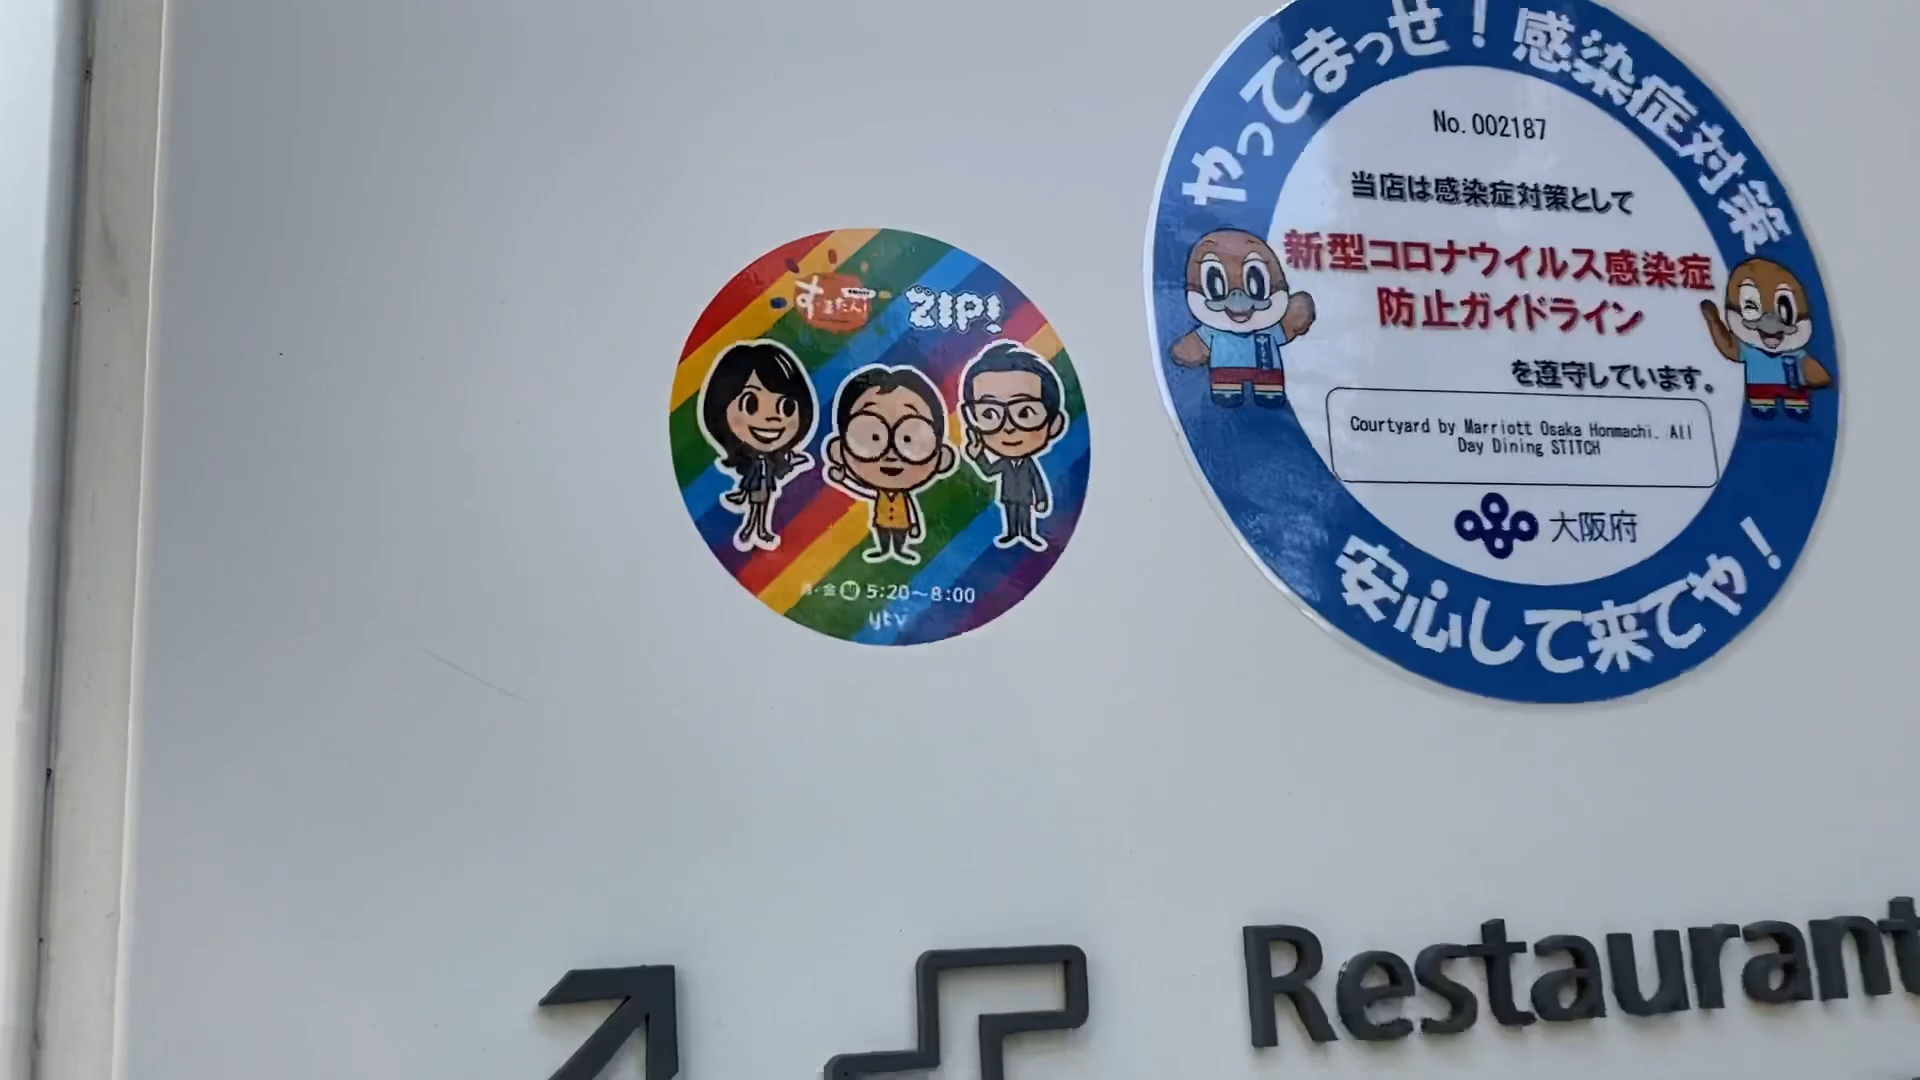 すまたん!
ZIP!
月-金 朝 5:20~8:00
ytv
やってまっせ!感染症対策
No.002187
当店は感染症対策として
新型コロナウイルス感染症
防止ガイドライン
を遵守しています。
Courtyard by Marriott Osaka Honmachi. All
Day Dining STITCH
大阪府
安心して来てや!
Restaurant